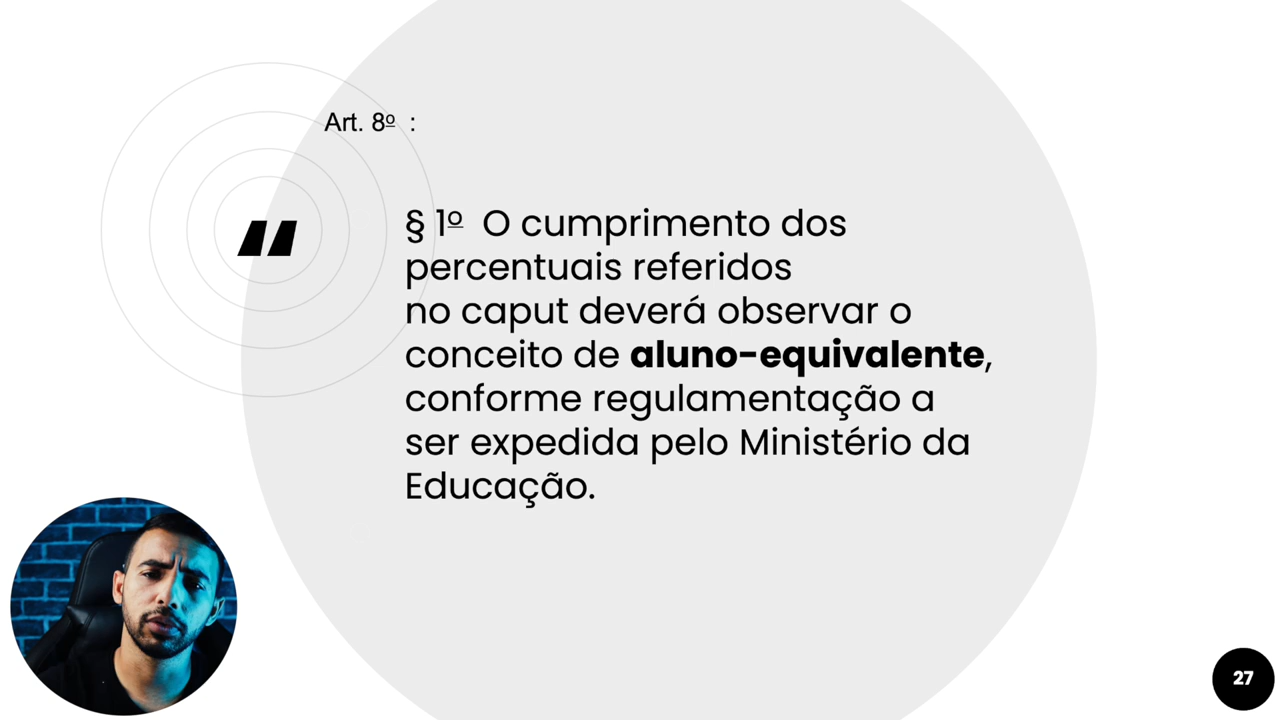 Art. 8º :
“
§ 1º O cumprimento dos
percentuais referidos
no caput deverá observar o
conceito de aluno-equivalente,
conforme regulamentação a
ser expedida pelo Ministério da
Educação.
27